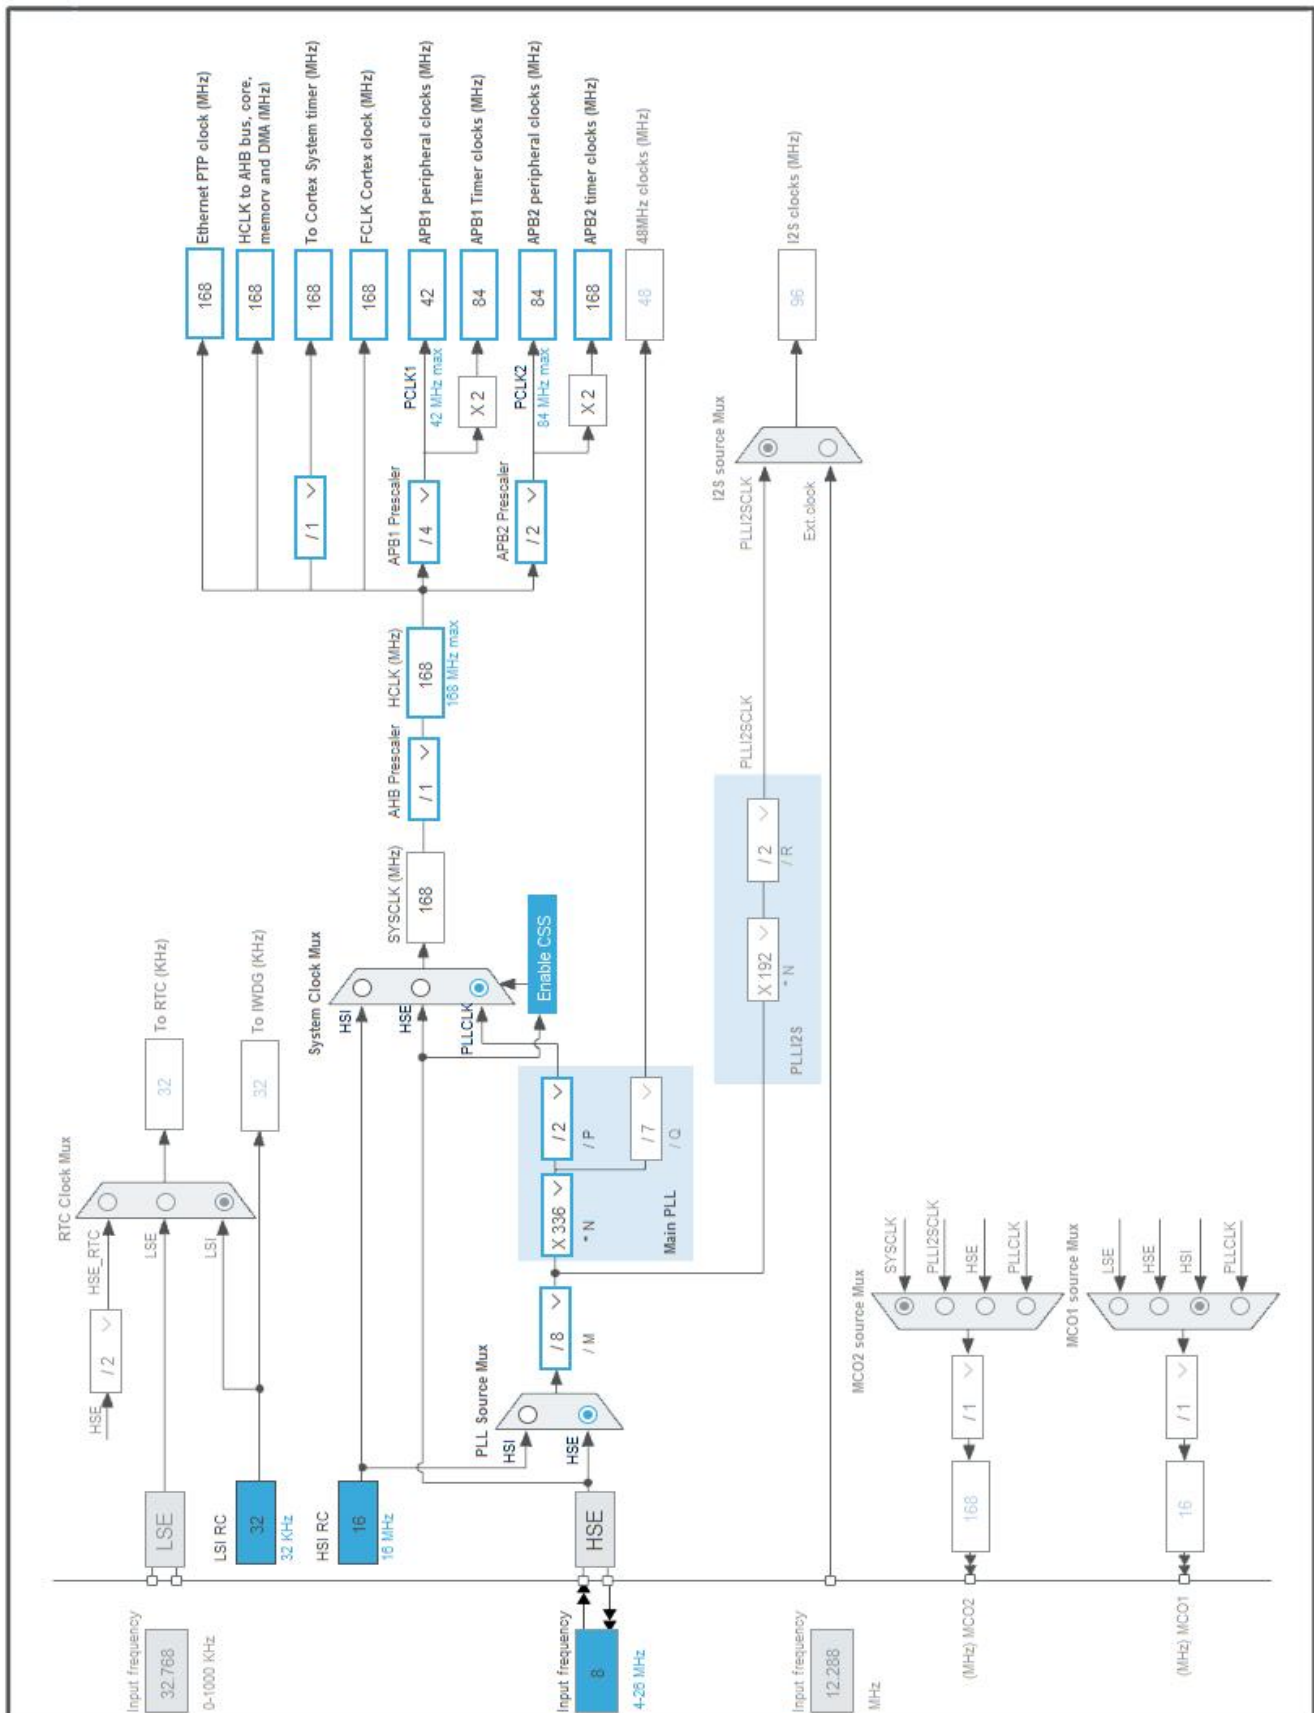 RTC Clock Mux
HSE
/ 2
HSE_RTC
Input frequency
32.768
0-1000 KHz
LSE
LSE
32
To RTC (KHz)
LSI RC
32
32 KHz
LSI
32
To IWDG (KHz)
HSI RC
16
16 MHz
System Clock Mux
HSI
HSE
PLLCLK
Enable CSS
SYSCLK (MHz)
168
AHB Prescaler
/ 1
HCLK (MHz)
168
168 MHz max
168
Ethernet PTP clock (MHz)
168
HCLK to AHB bus, core,
memory and DMA (MHz)
/ 1
168
To Cortex System timer (MHz)
168
FCLK Cortex clock (MHz)
APB1 Prescaler
/ 4
PCLK1
42 MHz max
42
APB1 peripheral clocks (MHz)
X 2
84
APB1 Timer clocks (MHz)
APB2 Prescaler
/ 2
PCLK2
84 MHz max
84
APB2 peripheral clocks (MHz)
X 2
168
APB2 timer clocks (MHz)
48
48MHz clocks (MHz)
Input frequency
8
4-26 MHz
HSE
PLL Source Mux
HSI
HSE
/ 8
/ M
X 336
* N
/ 2
/ P
/ 7
/ Q
Main PLL
X 192
* N
/ 2
/ R
PLLI2S
PLLI2SCLK
I2S source Mux
PLLI2SCLK
Ext.clock
96
I2S clocks (MHz)
Input frequency
12.288
MHz
MCO2 source Mux
SYSCLK
PLLI2SCLK
HSE
PLLCLK
/ 1
168
(MHz) MCO2
MCO1 source Mux
LSE
HSE
HSI
PLLCLK
/ 1
16
(MHz) MCO1